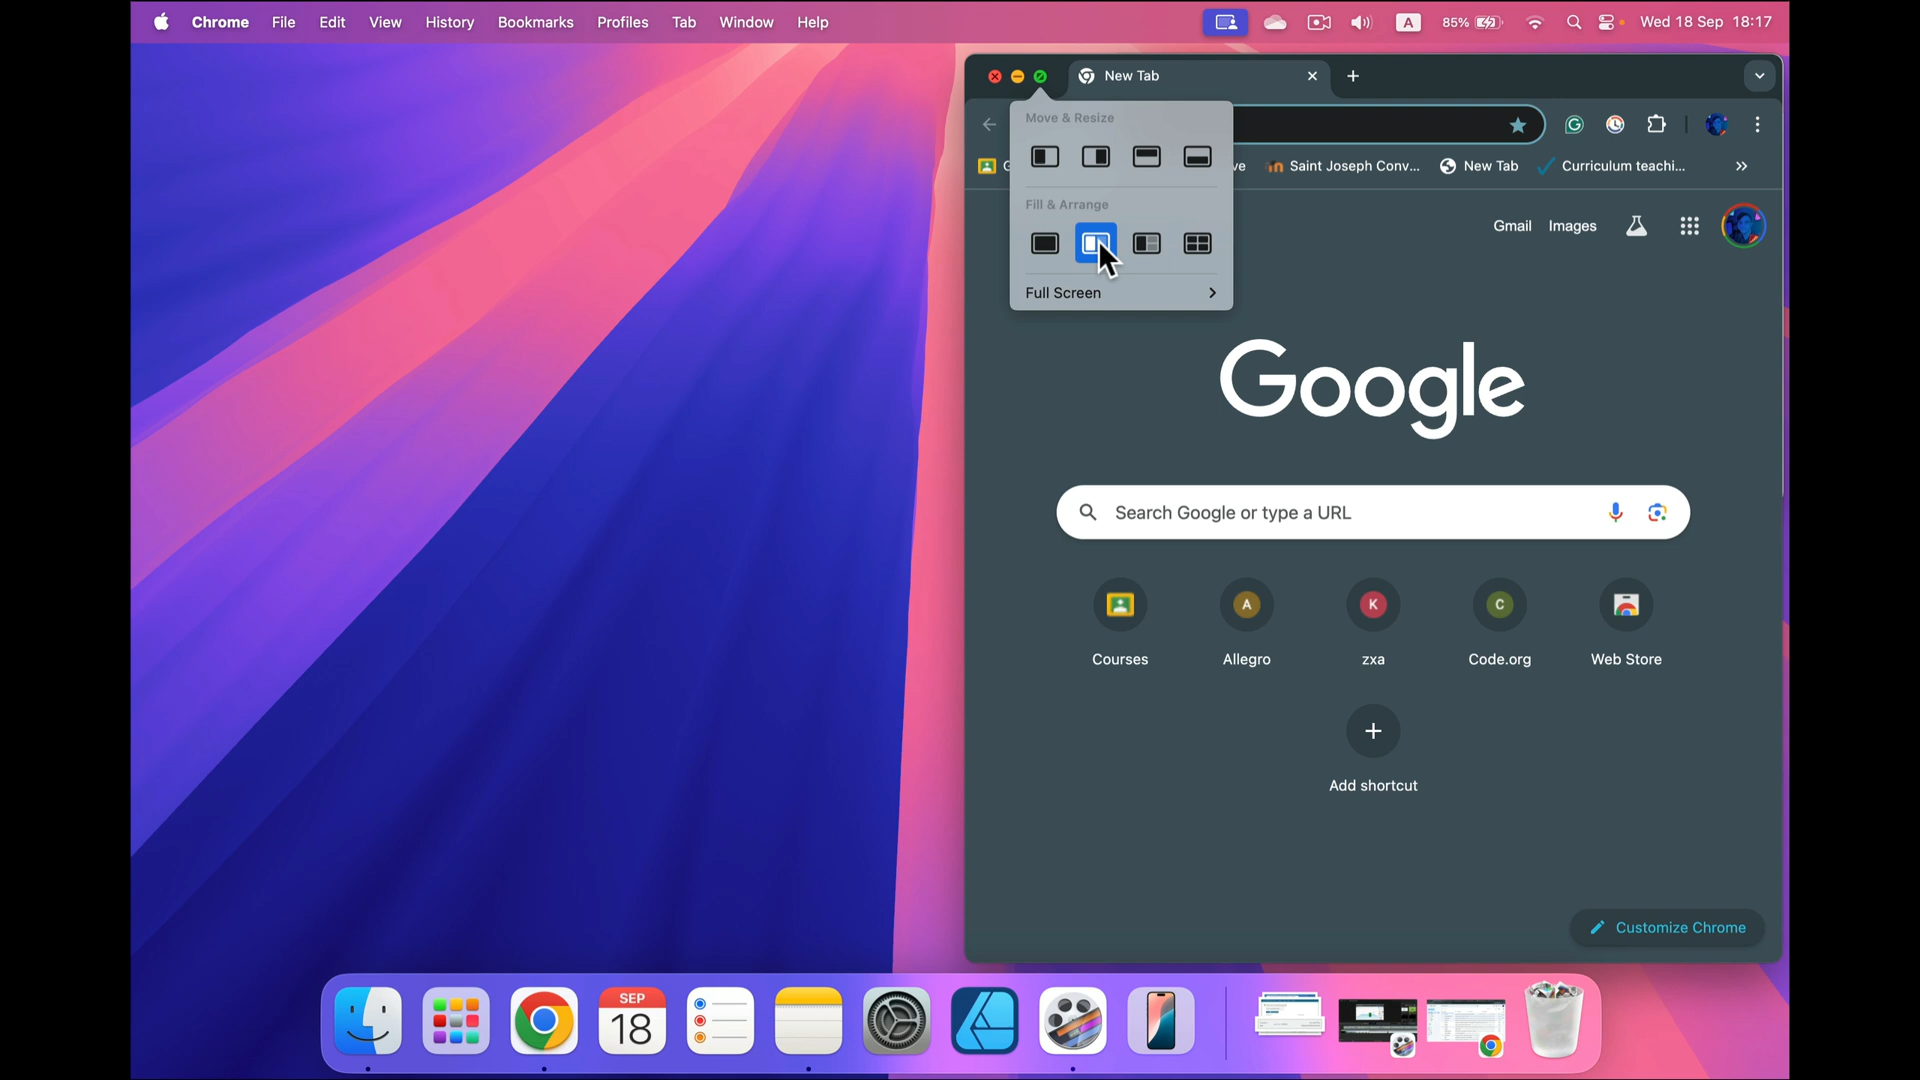 Chrome File Edit View History Bookmarks Profiles Tab Window Help A 85% Wed 18 Sep 18:17
New Tab
Move & Resize
G ve Saint Joseph Conv... New Tab Curriculum teachi...
Fill & Arrange
Gmail Images
Full Screen
Google
Search Google or type a URL
A K C
Courses Allegro zxa Code.org Web Store
Add shortcut
Customize Chrome
SEP
18